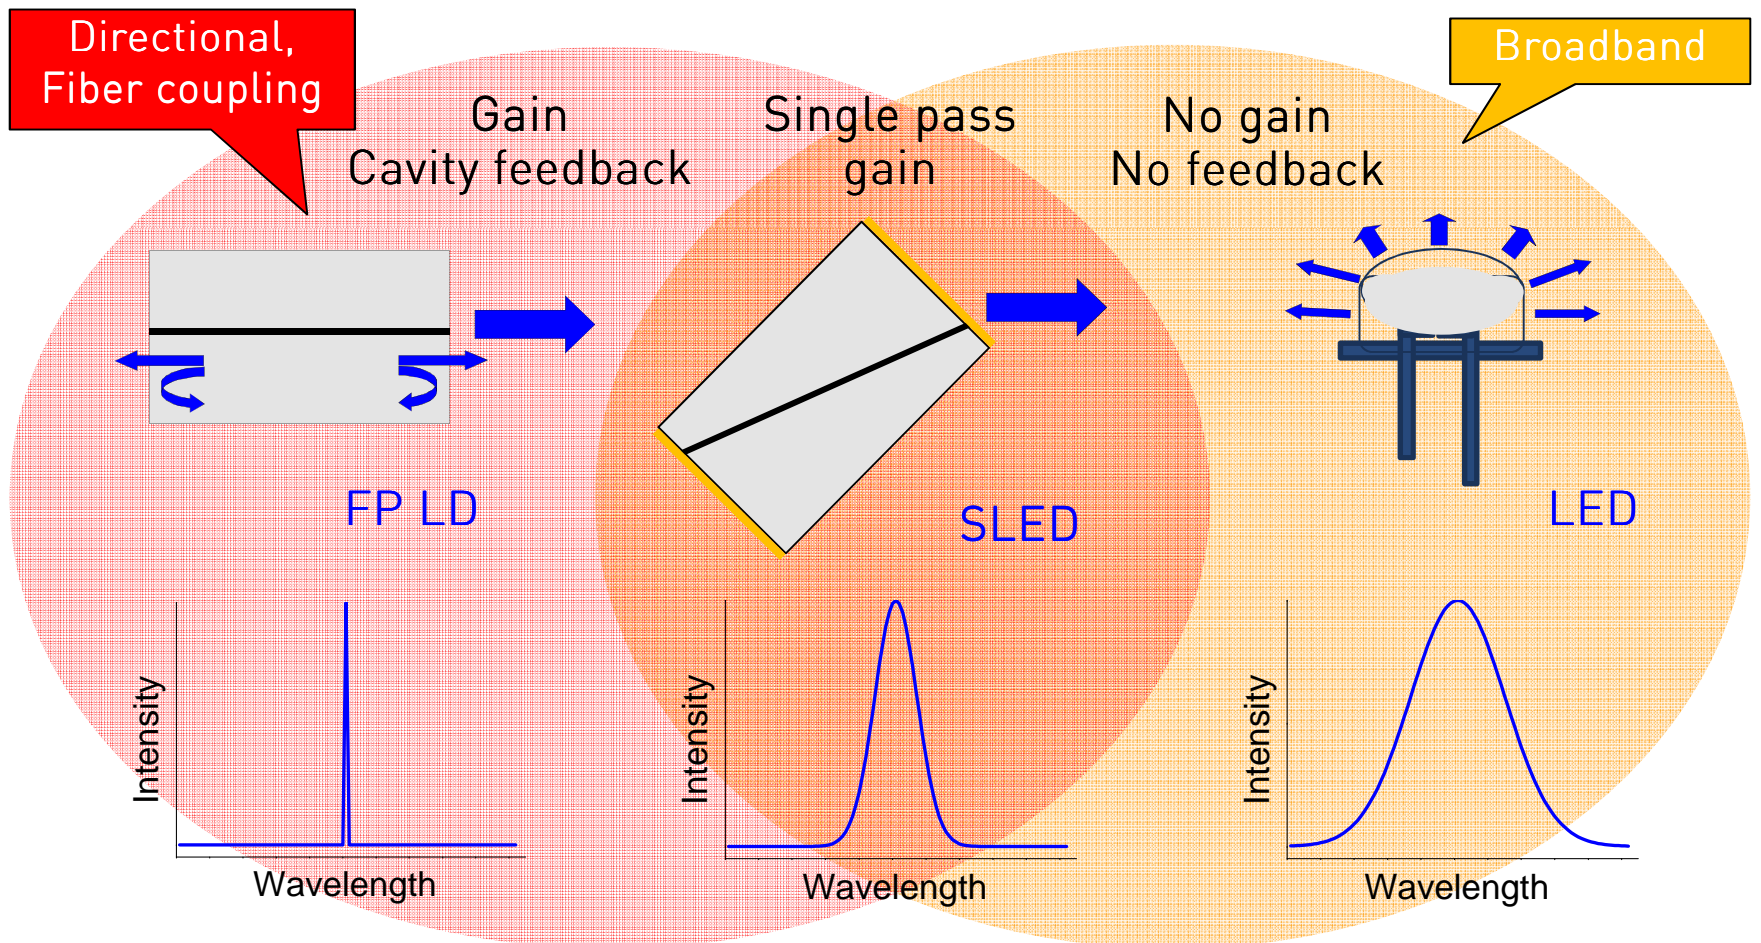 Directional,
Fiber coupling
Broadband
Gain
Cavity feedback
Single pass
gain
No gain
No feedback
FP LD
SLED
LED
Intensity
Wavelength
Intensity
Wavelength
Intensity
Wavelength